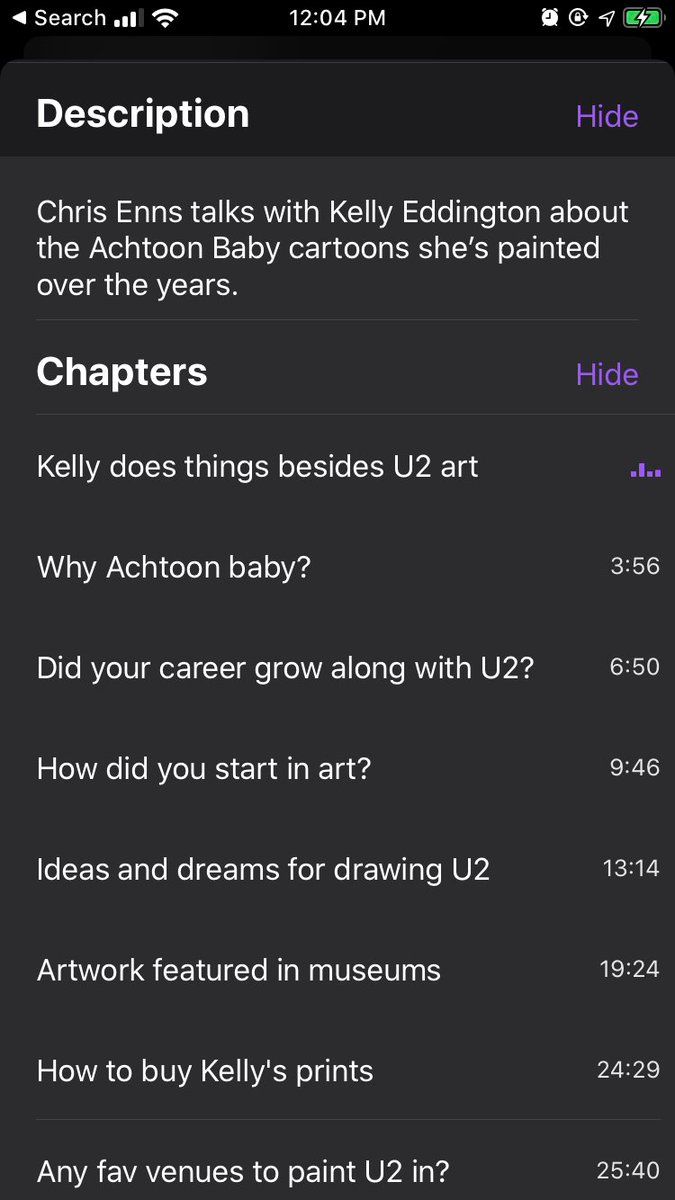 Search
12:04 PM
Description
Hide
Chris Enns talks with Kelly Eddington about
the Achtoon Baby cartoons she’s painted
over the years.
Chapters
Hide
Kelly does things besides U2 art
Why Achtoon baby?
3:56
Did your career grow along with U2?
6:50
How did you start in art?
9:46
Ideas and dreams for drawing U2
13:14
Artwork featured in museums
19:24
How to buy Kelly's prints
24:29
Any fav venues to paint U2 in?
25:40